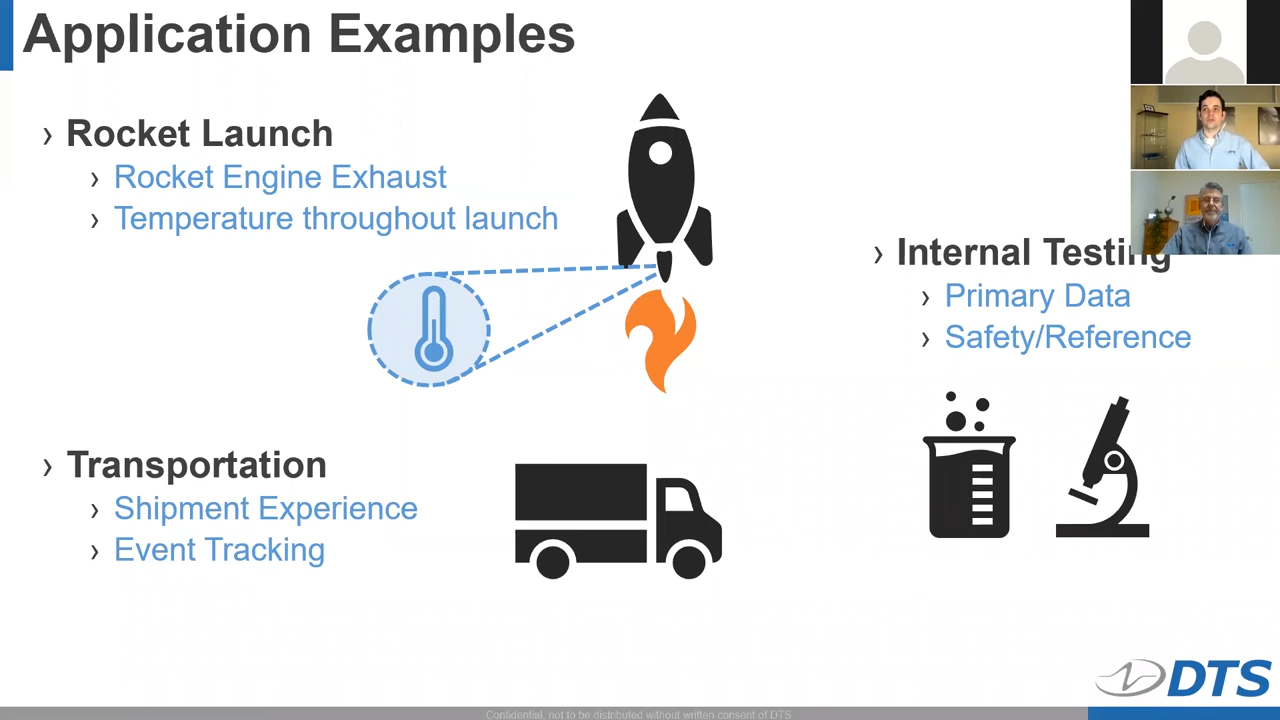 Application Examples
› Rocket Launch
› Rocket Engine Exhaust
› Temperature throughout launch
› Internal Testing
› Primary Data
› Safety/Reference
› Transportation
› Shipment Experience
› Event Tracking
DTS
Confidential, not to be distributed without written consent of DTS